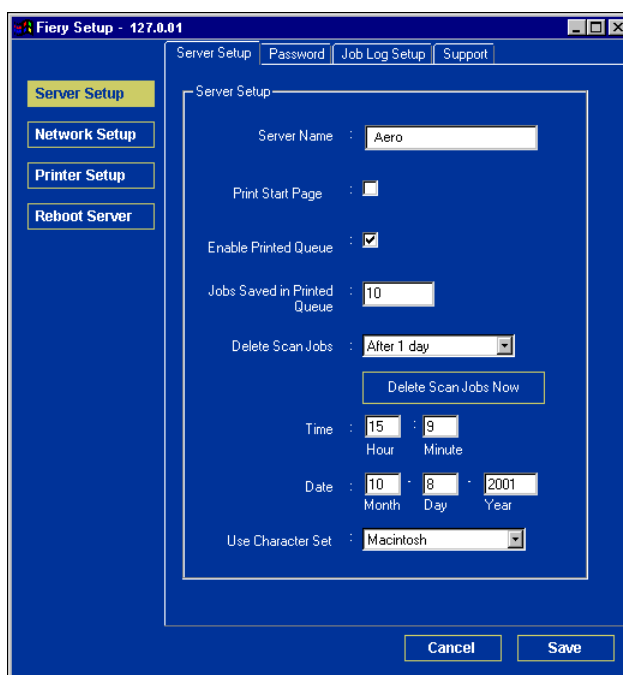 Fiery Setup - 127.0.01
Server Setup Password Job Log Setup Support
Server Setup
Network Setup
Printer Setup
Reboot Server
Server Setup
Server Name : Aero
Print Start Page :
Enable Printed Queue :
Jobs Saved in Printed : 10
Queue
Delete Scan Jobs : After 1 day
Delete Scan Jobs Now
Time : 15 : 9
Hour Minute
Date : 10 - 8 - 2001
Month Day Year
Use Character Set : Macintosh
Cancel Save